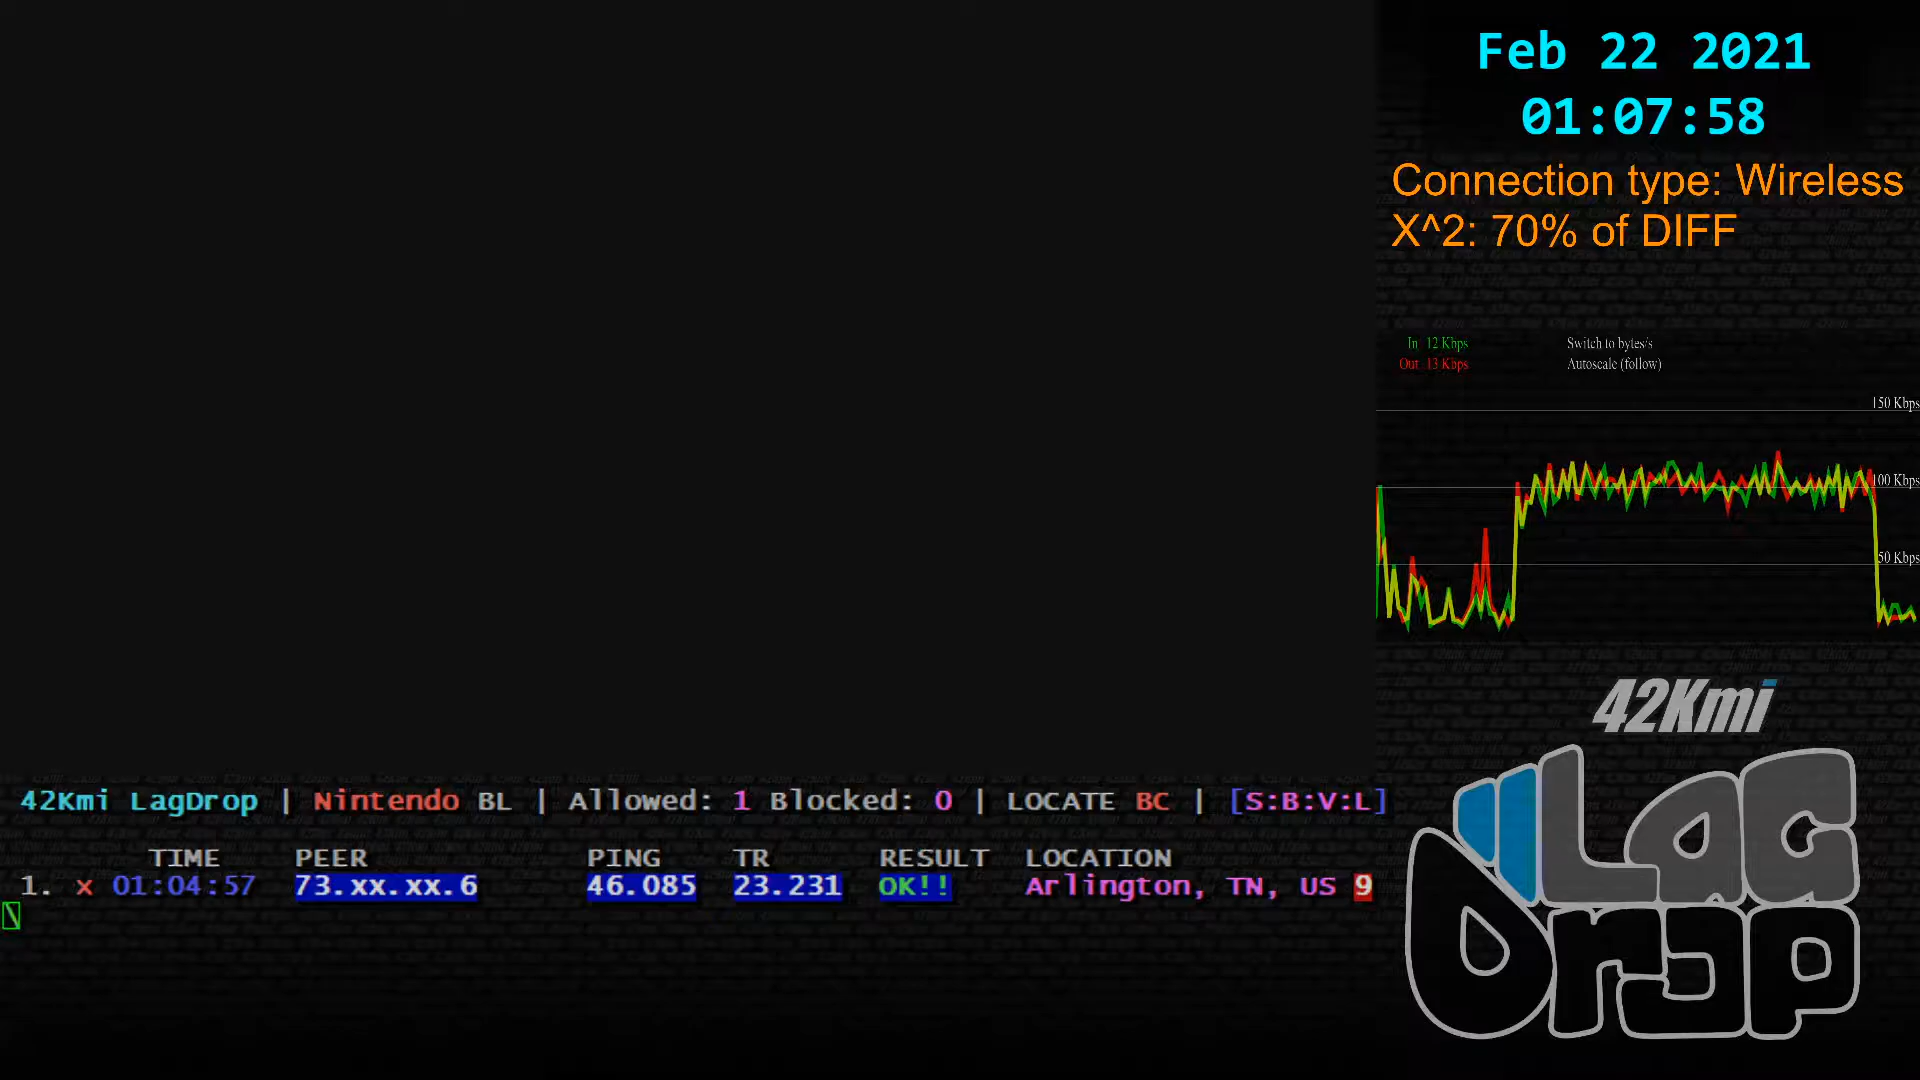 Feb 22 2021
01:07:58
Connection type: Wireless
X^2: 70% of DIFF
In 12 Kbps
Switch to bytes/s
Out 13 Kbps
Autoscale (follow)
150 Kbps
100 Kbps
50 Kbps
42Kmi
LagDrop
42Kmi LagDrop | Nintendo BL | Allowed: 1 Blocked: 0 | LOCATE BC | [S:B:V:L]
TIME PEER PING TR RESULT LOCATION
1. x 01:04:57 73.xx.xx.6 46.085 23.231 OK!! Arlington, TN, US 9